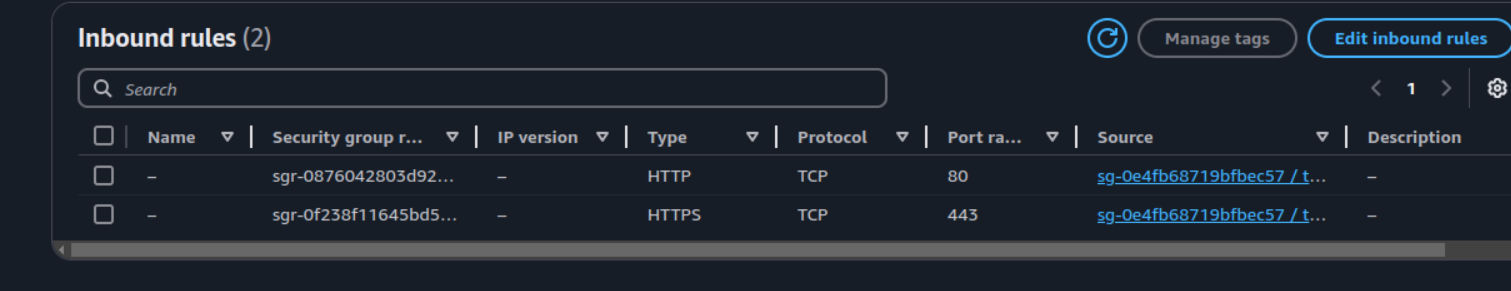 Inbound rules (2)
Manage tags
Edit inbound rules
Search
1
Name Security group r... IP version Type Protocol Port ra... Source Description
– sgr-0876042803d92... – HTTP TCP 80 sg-0e4fb68719bfbec57 / t... –
– sgr-0f238f11645bd5... – HTTPS TCP 443 sg-0e4fb68719bfbec57 / t... –